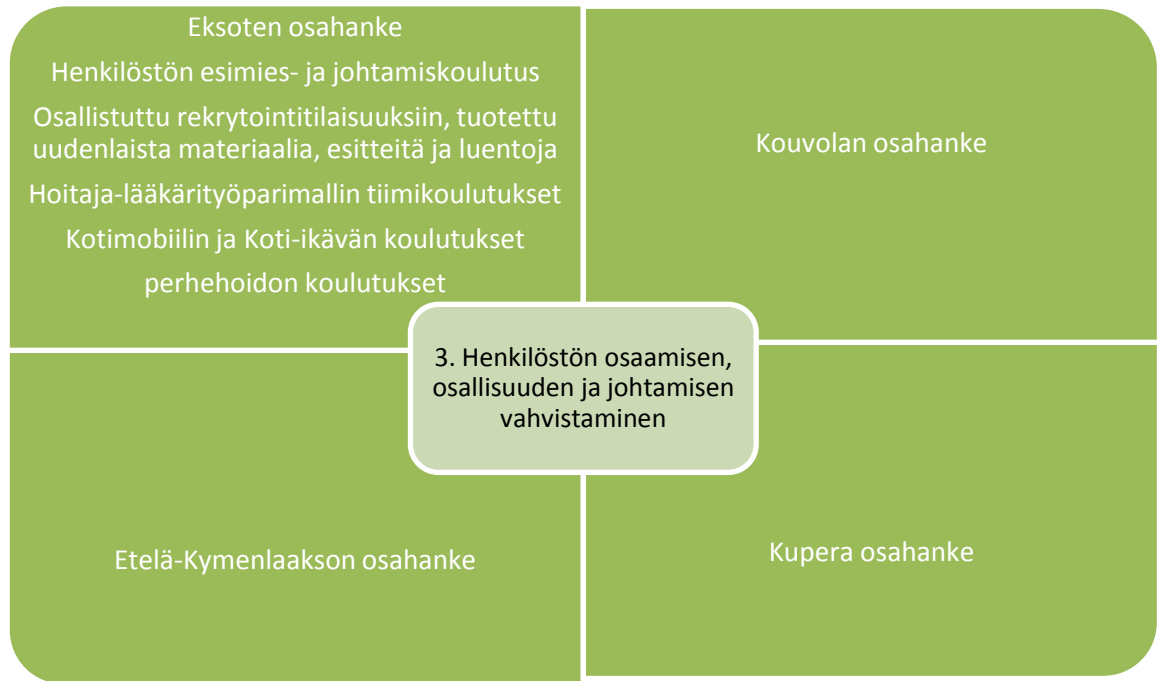 Eksoten osahanke
Henkilöstön esimies- ja johtamiskoulutus
Osallistuttu rekrytointitilaisuuksiin, tuotettu
uudenlaista materiaalia, esitteitä ja luentoja
Hoitaja-lääkärityöparimallin tiimikoulutukset
Kotimobiilin ja Koti-ikävän koulutukset
perhehoidon koulutukset
Kouvolan osahanke
3. Henkilöstön osaamisen,
osallisuuden ja johtamisen
vahvistaminen
Etelä-Kymenlaakson osahanke
Kupera osahanke